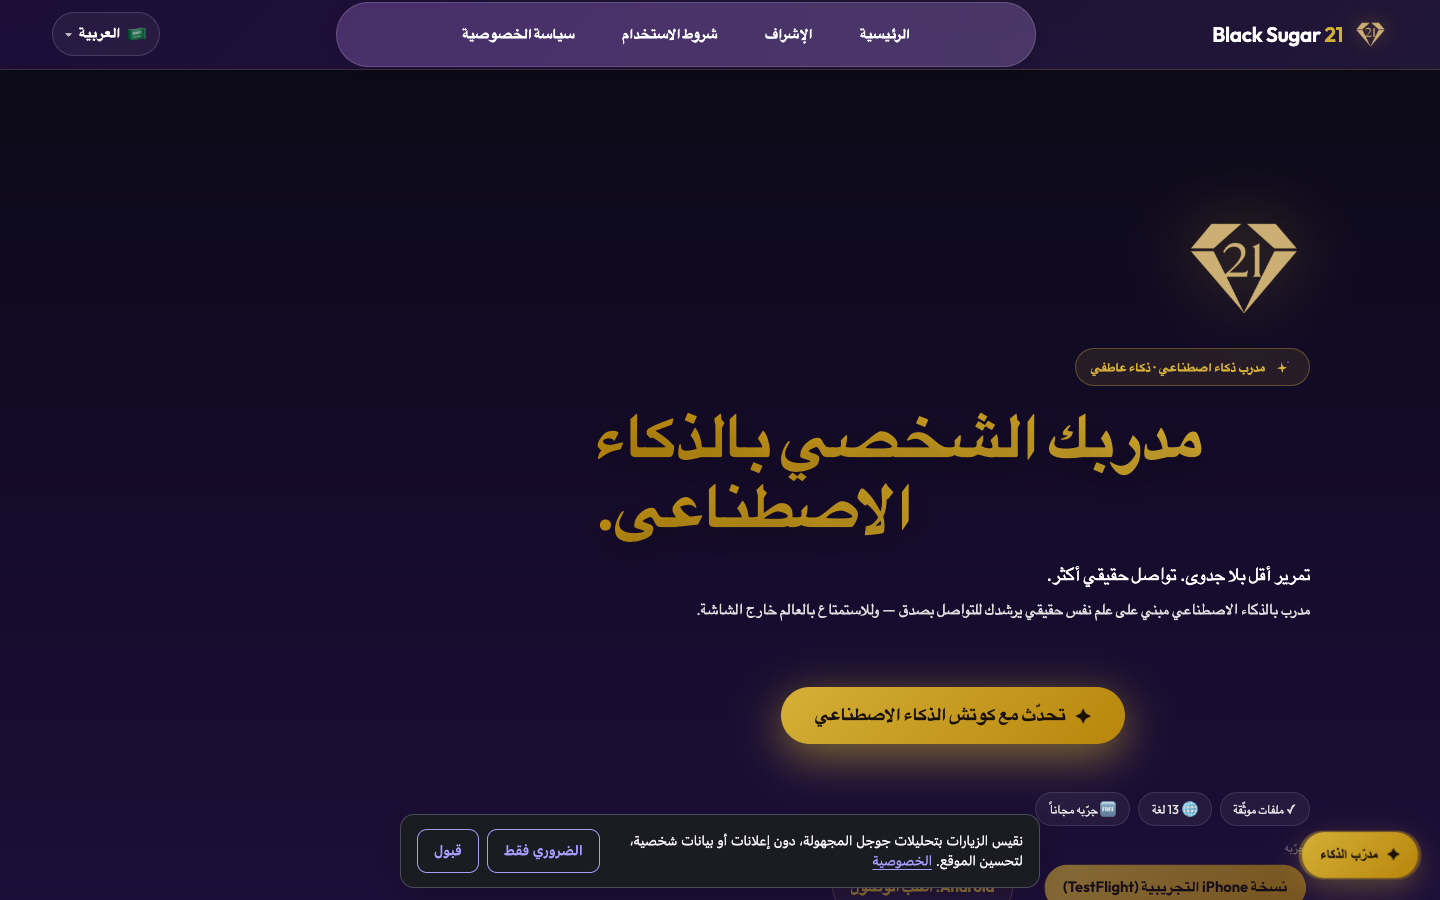 Black Sugar 21
الرئيسية
الإشراف
شروط الاستخدام
سياسة الخصوصية
العربية
21
مدرب ذكاء اصطناعي · ذكاء عاطفي
مدربك الشخصي بالذكاء
الاصطناعي.
تمرير أقل بلا جدوى. تواصل حقيقي أكثر.
مدرب بالذكاء الاصطناعي مبني على علم نفس حقيقي يرشدك للتواصل بصدق — وللاستمتاع بالعالم خارج الشاشة.
تحدّث مع كوتش الذكاء الاصطناعي
✓ ملفات موثّقة
13 لغة
جرّبه مجاناً
نقيس الزيارات بتحليلات جوجل المجهولة، دون إعلانات أو بيانات شخصية،
لتحسين الموقع. الخصوصية
الضروري فقط
قبول
مدرّب الذكاء
نسخة iPhone التجريبية (TestFlight)